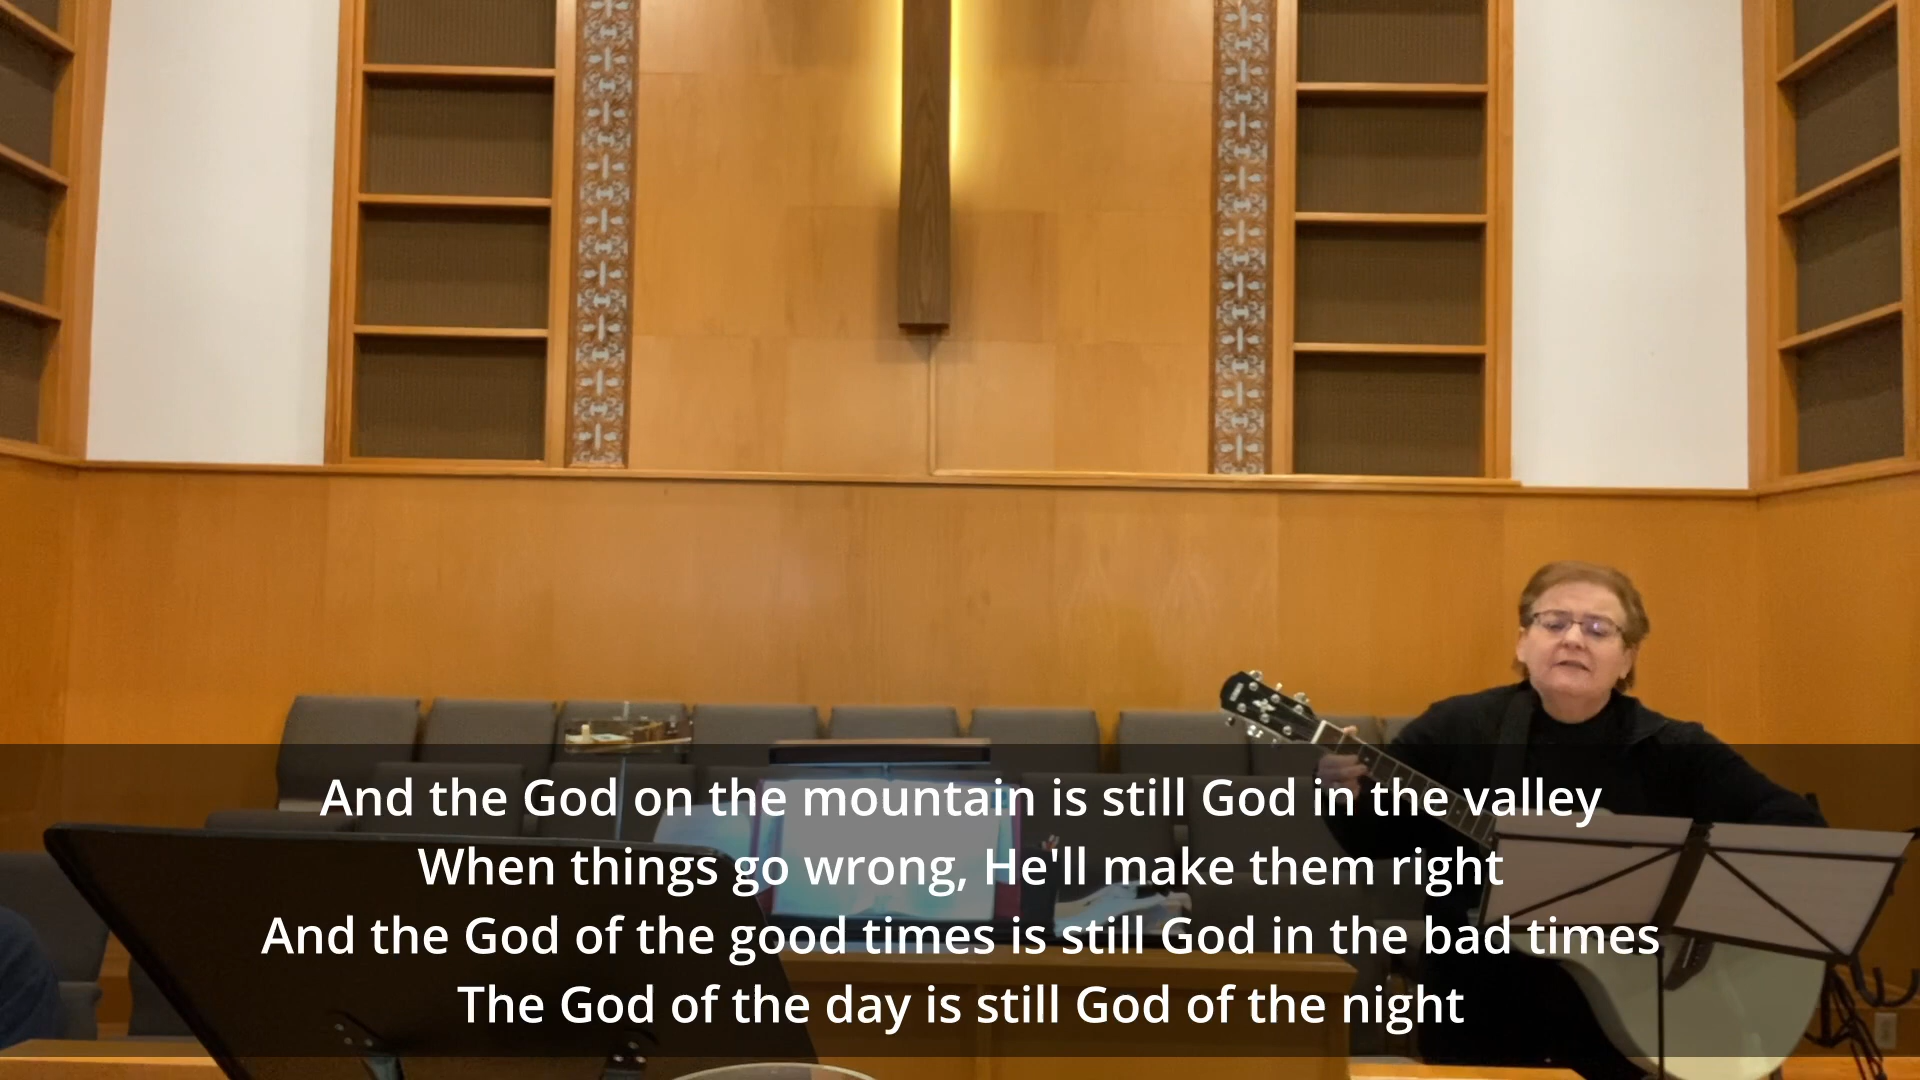 And the God on the mountain is still God in the valley
When things go wrong, He'll make them right
And the God of the good times is still God in the bad times
The God of the day is still God of the night